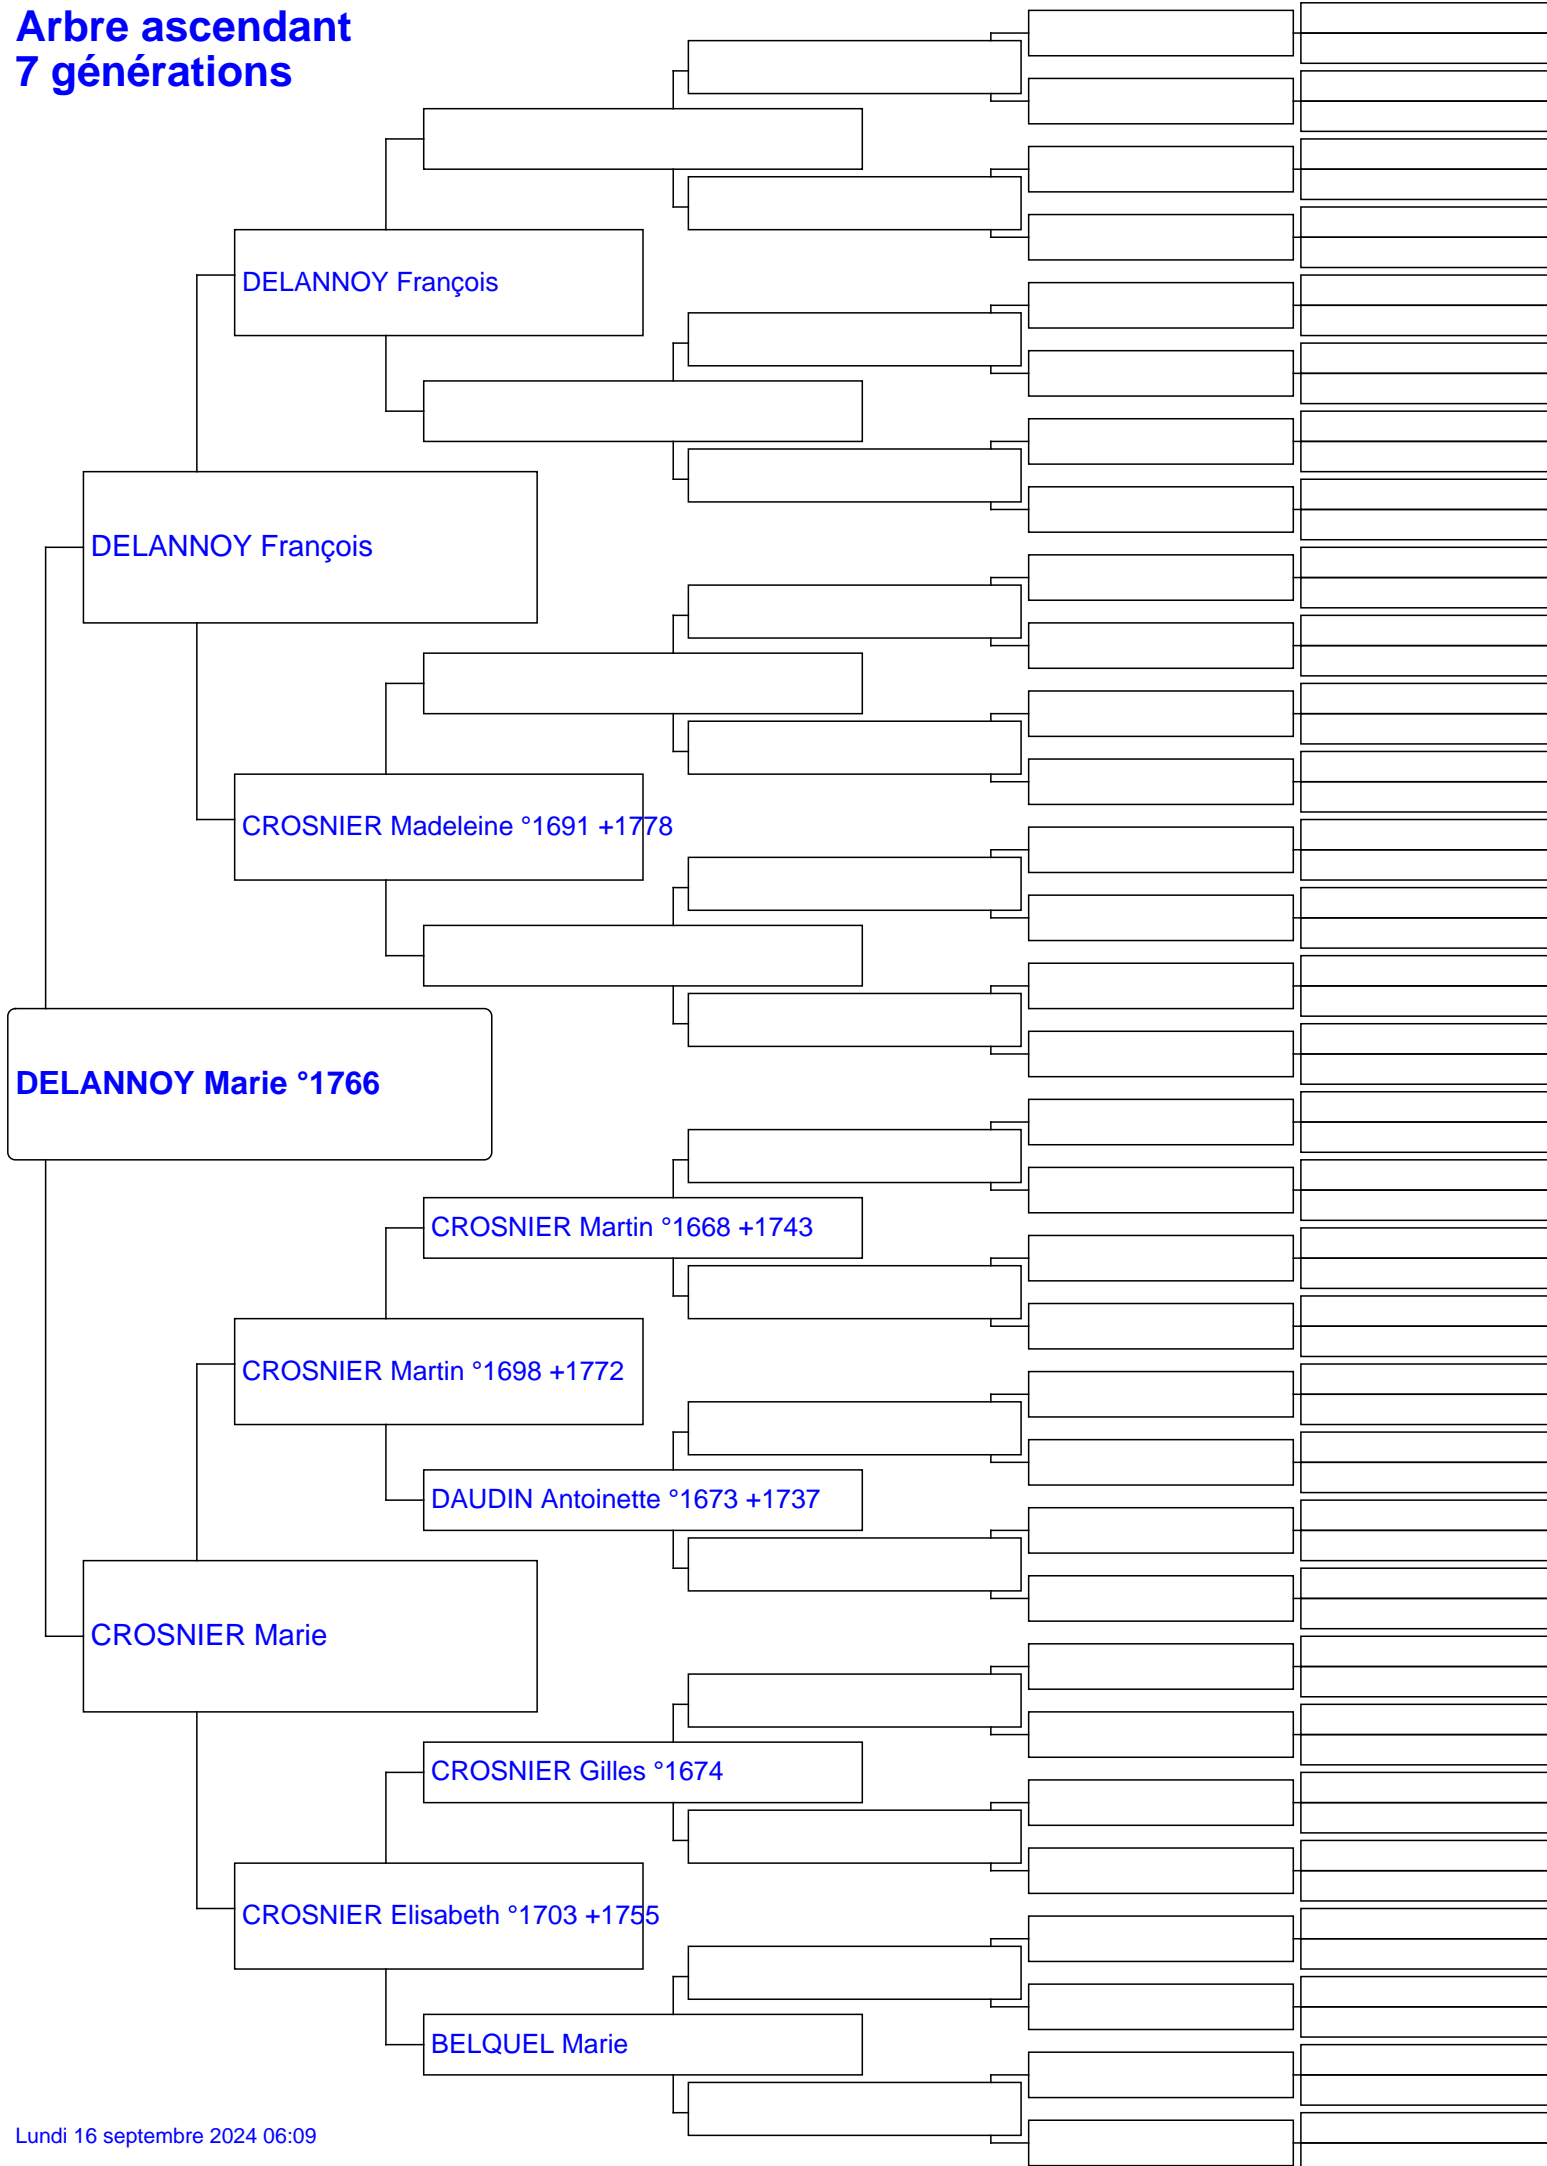 Arbre ascendant
7 générations
DELANNOY François
DELANNOY François
CROSNIER Madeleine °1691 +1778
DELANNOY Marie °1766
CROSNIER Martin °1668 +1743
CROSNIER Martin °1698 +1772
DAUDIN Antoinette °1673 +1737
CROSNIER Marie
CROSNIER Gilles °1674
CROSNIER Elisabeth °1703 +1755
BELQUEL Marie
Lundi 16 septembre 2024 06:09